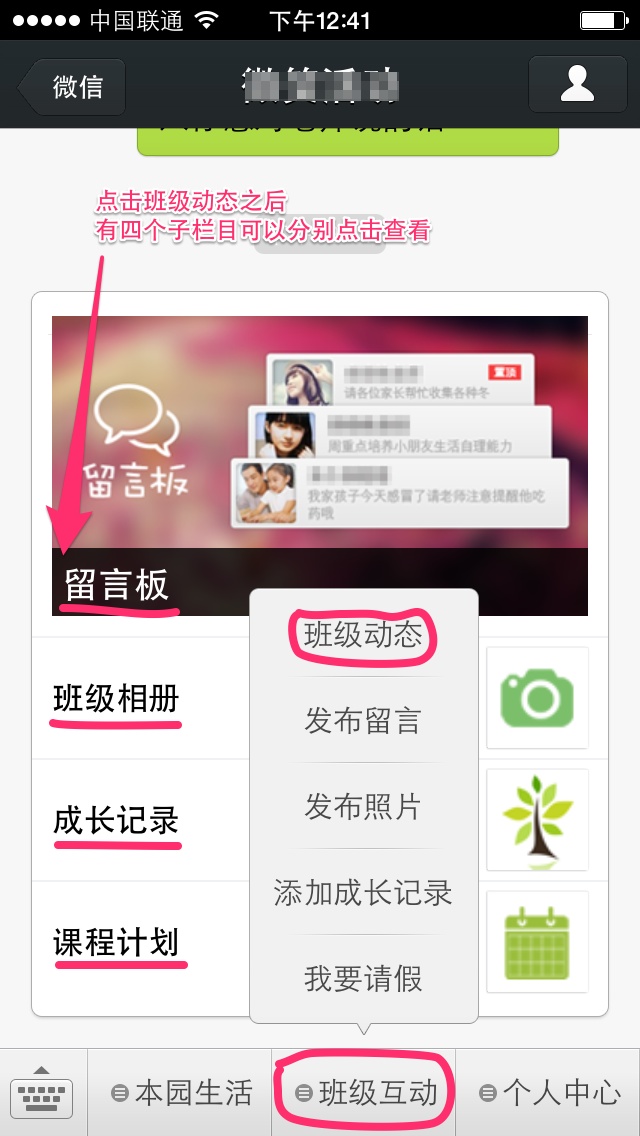 中国联通
下午12:41
微信
点击班级动态之后
有四个子栏目可以分别点击查看
置顶
请各位家长帮忙收集各种冬
周重点培养小朋友生活自理能力
我家孩子今天感冒了请老师注意提醒他吃
药哦
留言板
留言板
班级相册
成长记录
课程计划
班级动态
发布留言
发布照片
添加成长记录
我要请假
本园生活
班级互动
个人中心